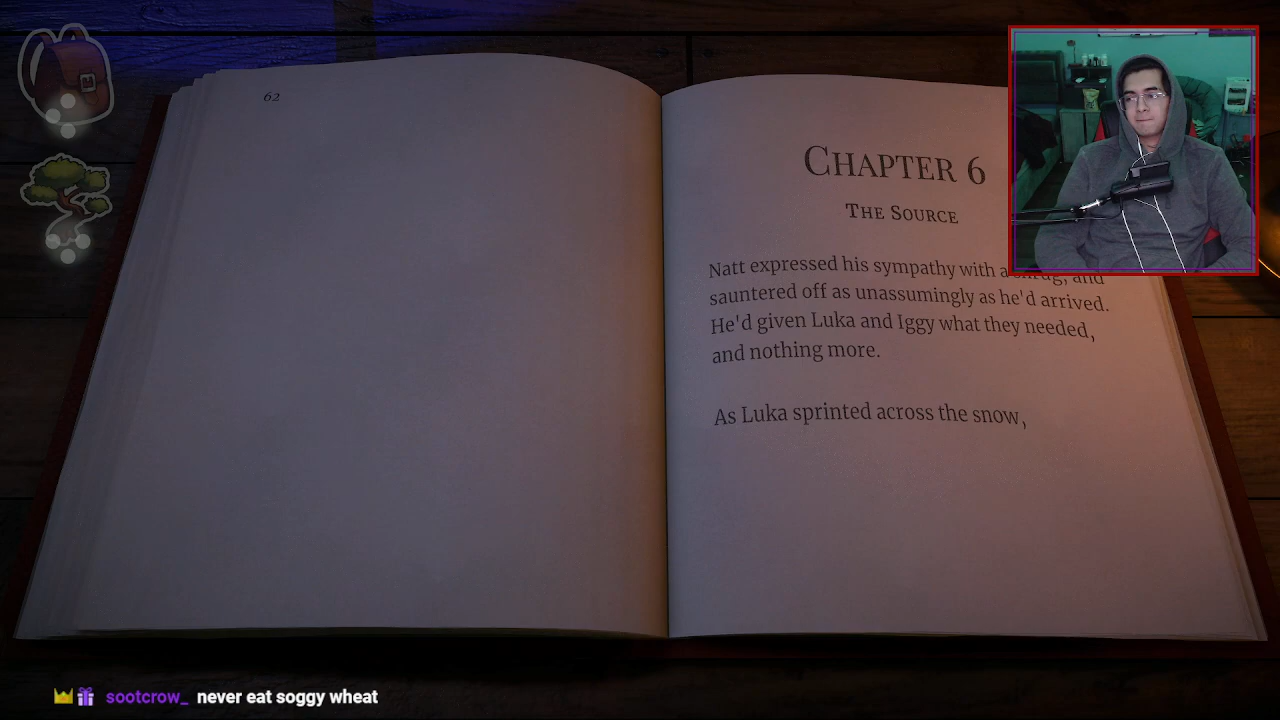 62
CHAPTER 6
THE SOURCE
Natt expressed his sympathy with a shrug, and
sauntered off as unassumingly as he'd arrived.
He'd given Luka and Iggy what they needed,
and nothing more.
As Luka sprinted across the snow,
sootcrow_ never eat soggy wheat